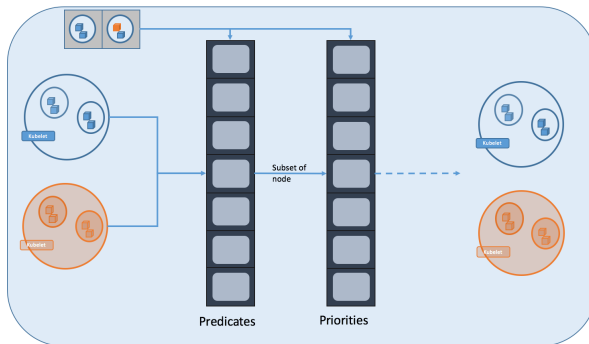 Kubelet
Kubelet
Subset of
node
Kubelet
Kubelet
Predicates
Priorities